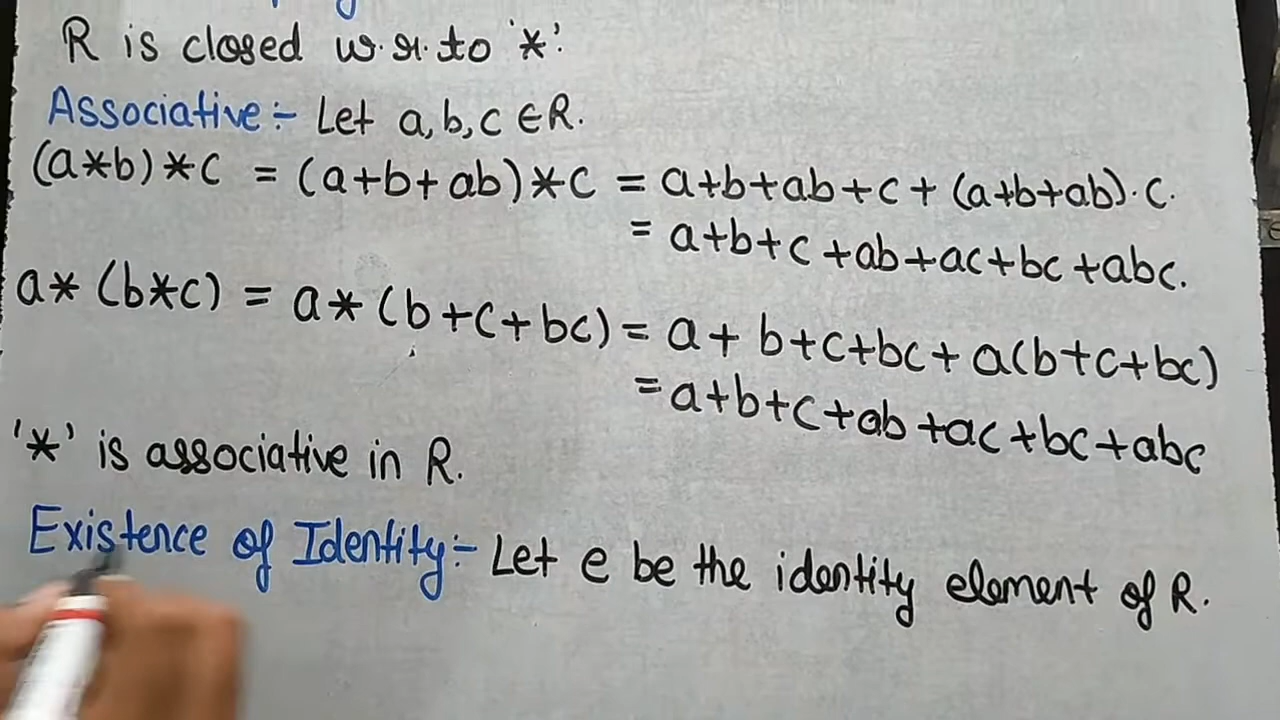 R is closed w.r.to '*'.
Associative :- Let a, b, c ∈ R.
(a*b)*c = (a+b+ab)*c = a+b+ab+c+(a+b+ab).c.
= a+b+c+ab+ac+bc+abc.
a*(b*c) = a*(b+c+bc) = a+b+c+bc+a(b+c+bc)
= a+b+c+ab+ac+bc+abc
'*' is associative in R.
Existence of Identity:- Let e be the identity element of R.